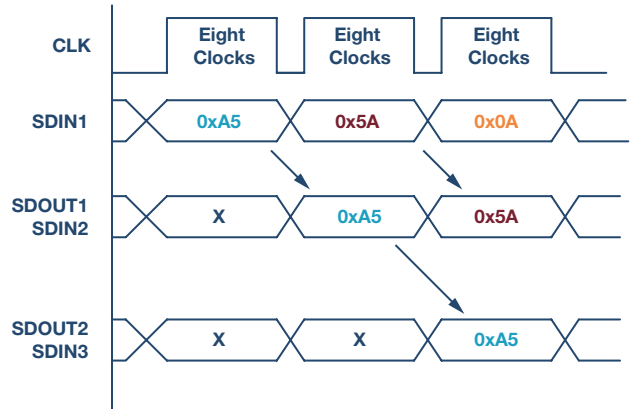 CLK
Eight
Clocks
Eight
Clocks
Eight
Clocks
SDIN1
0xA5
0x5A
0x0A
SDOUT1
SDIN2
X
0xA5
0x5A
SDOUT2
SDIN3
X
X
0xA5